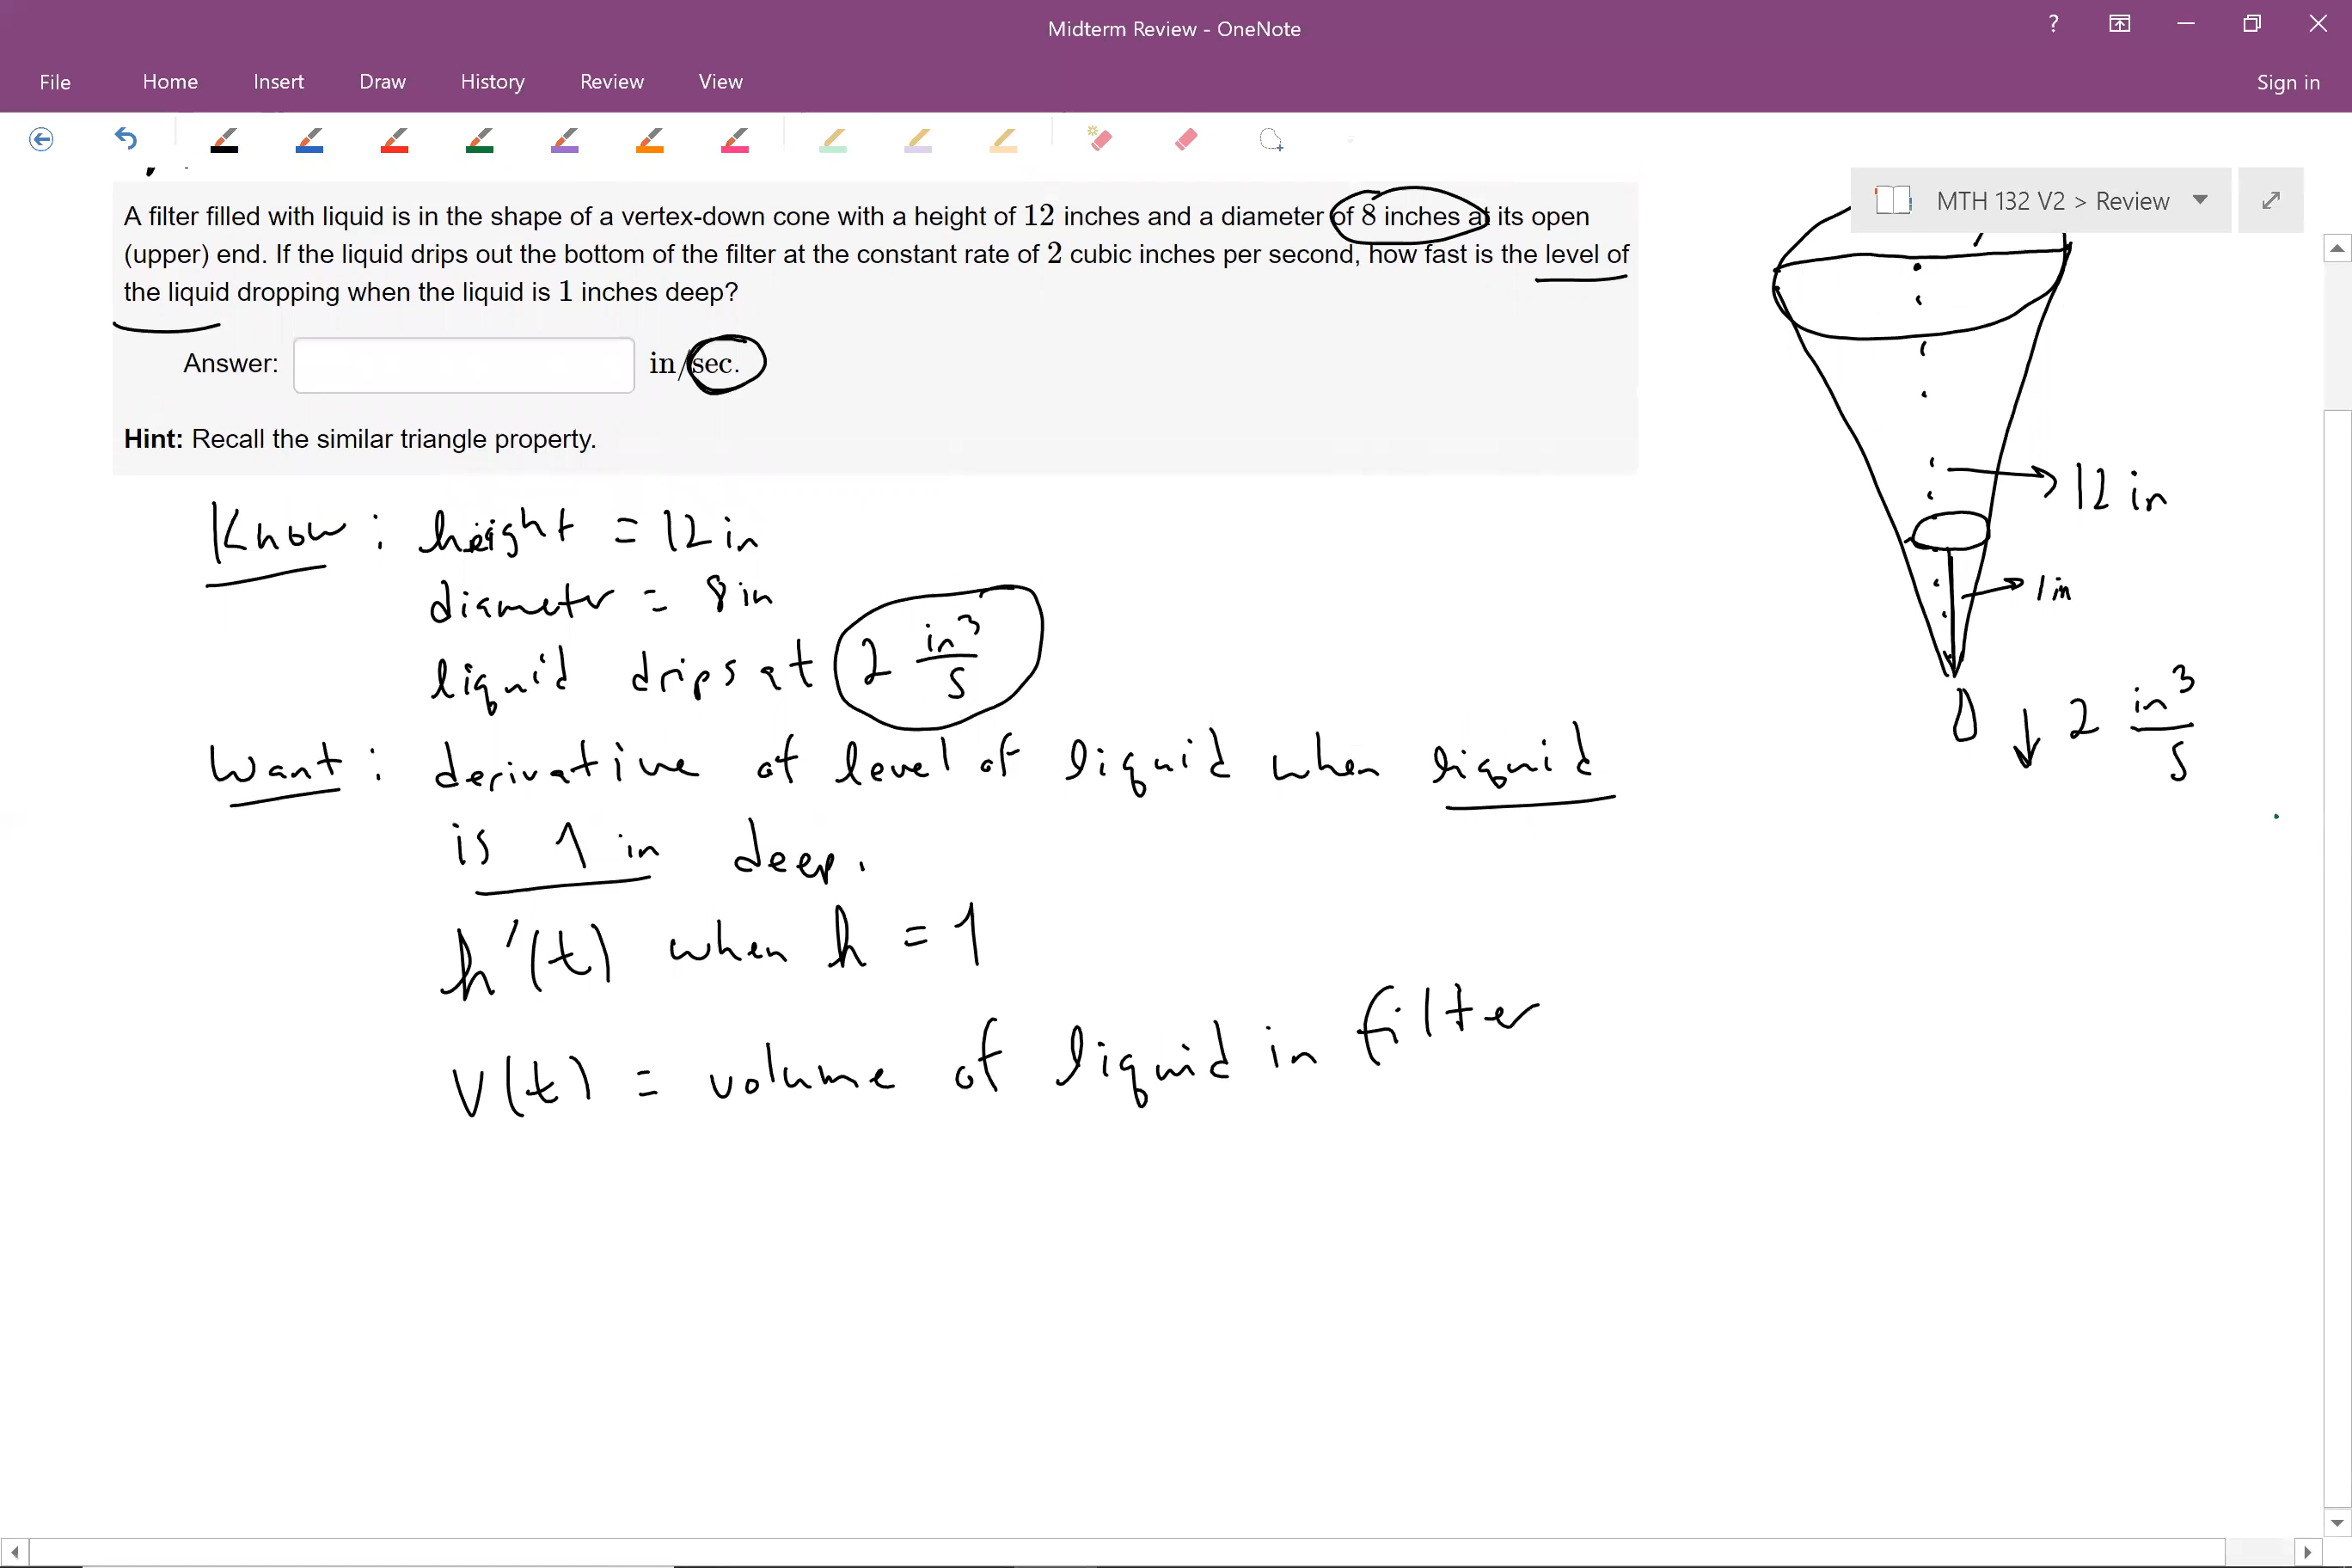 Midterm Review - OneNote
?
File Home Insert Draw History Review View Sign in
MTH 132 V2 > Review
A filter filled with liquid is in the shape of a vertex-down cone with a height of 12 inches and a diameter of 8 inches at its open
(upper) end. If the liquid drips out the bottom of the filter at the constant rate of 2 cubic inches per second, how fast is the level of
the liquid dropping when the liquid is 1 inches deep?
Answer: in/sec.
Hint: Recall the similar triangle property.
12 in
1 in
2 in³/s
Know: height = 12 in
diameter = 8 in
liquid drips at 2 in³/s
Want: derivative of level of liquid when liquid
is 1 in deep.
h'(t) when h = 1
V(t) = volume of liquid in filter